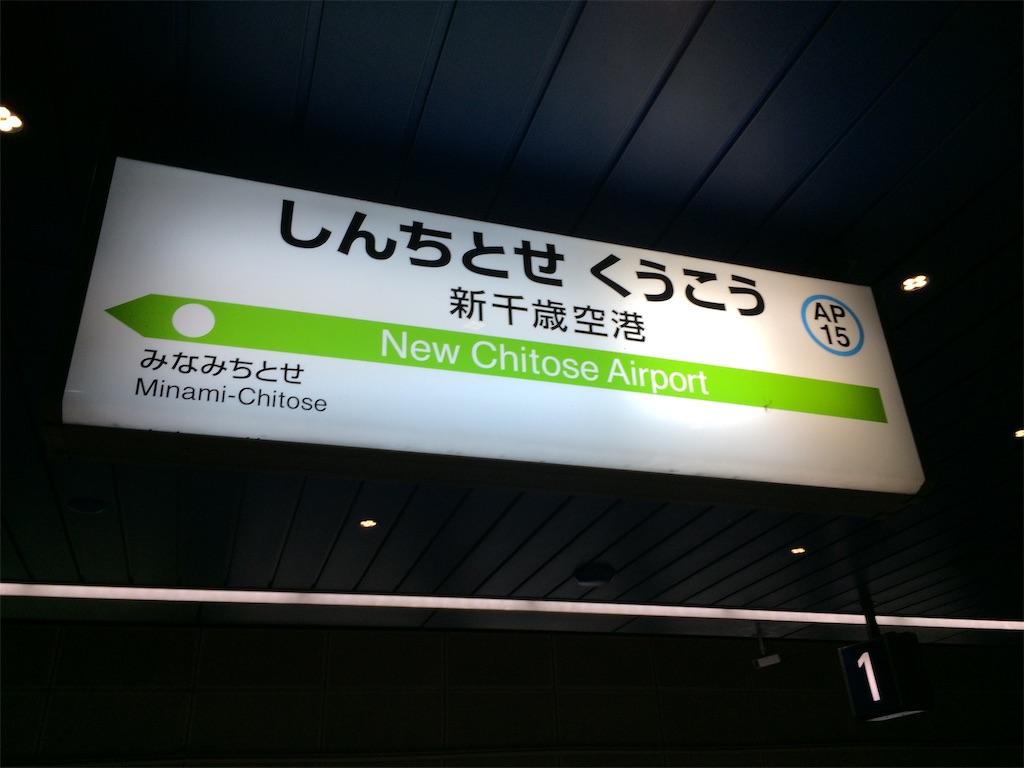 しんちとせ くうこう
新千歳空港
AP
15
New Chitose Airport
みなみちとせ
Minami-Chitose
1